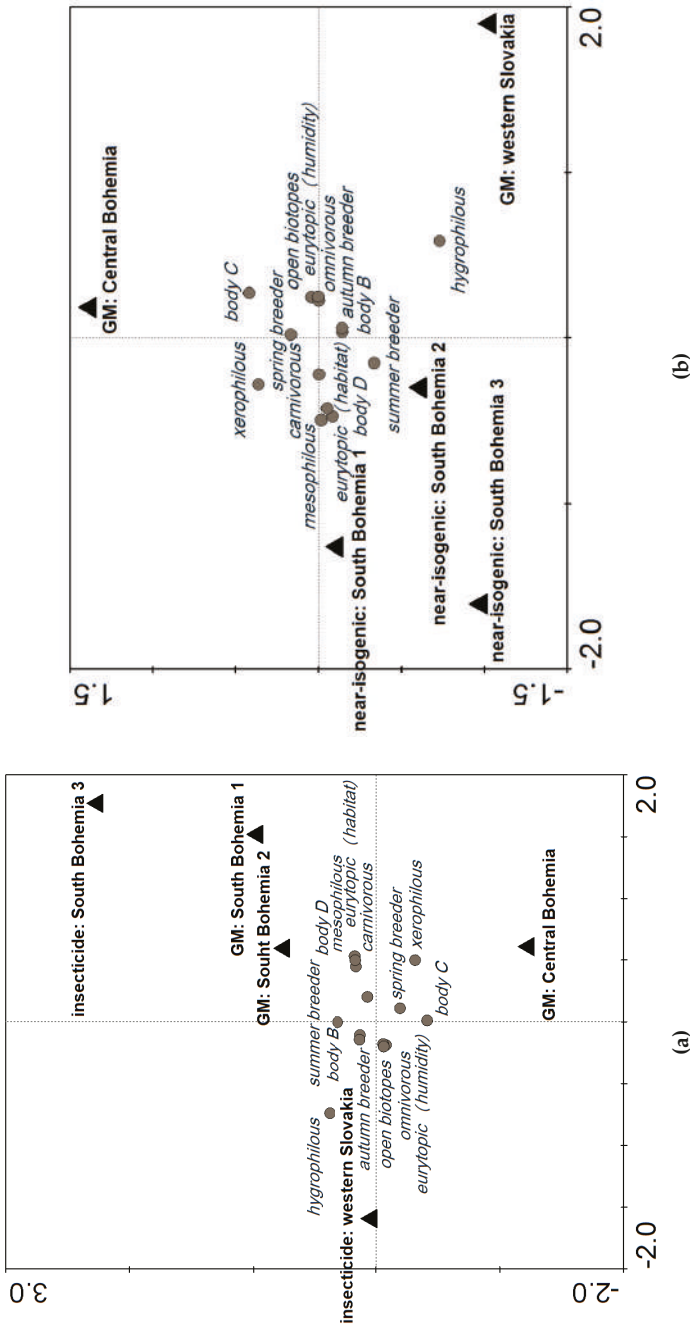 3.0
insecticide: South Bohemia 3
GM: South Bohemia 1
GM: Souht Bohemia 2
summer breeder
body D
mesophilous
eurytopic (habitat)
carnivorous
body B
hygrophilous
insecticide: western Slovakia
autumn breeder
open biotopes
omnivorous
eurytopic (humidity)
spring breeder
xerophilous
body C
GM: Central Bohemia
-2.0
-2.0
2.0
(a)
1.5
GM: Central Bohemia
body C
xerophilous
spring breeder
open biotopes
eurytopic (humidity)
carnivorous
omnivorous
mesophilous
autumn breeder
eurytopic (habitat)
body B
body D
near-isogenic: South Bohemia 1
summer breeder
hygrophilous
near-isogenic: South Bohemia 2
near-isogenic: South Bohemia 3
GM: western Slovakia
-1.5
-2.0
2.0
(b)